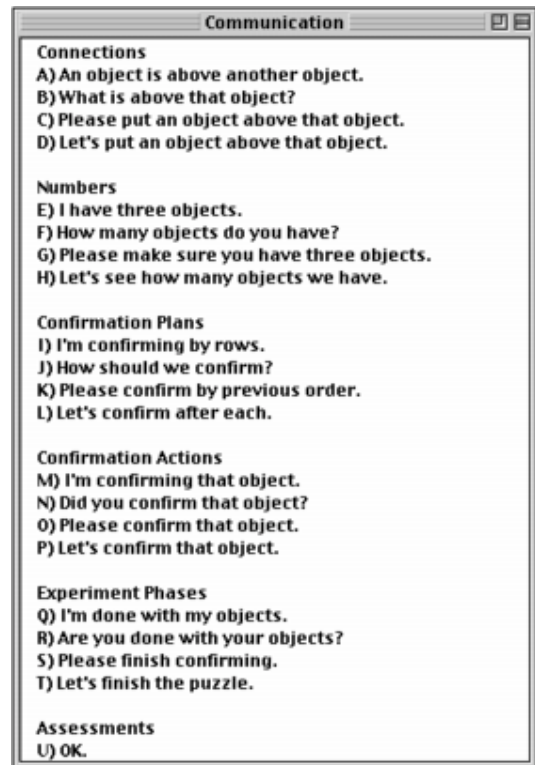 Communication
Connections
A) An object is above another object.
B) What is above that object?
C) Please put an object above that object.
D) Let's put an object above that object.
Numbers
E) I have three objects.
F) How many objects do you have?
G) Please make sure you have three objects.
H) Let's see how many objects we have.
Confirmation Plans
I) I'm confirming by rows.
J) How should we confirm?
K) Please confirm by previous order.
L) Let's confirm after each.
Confirmation Actions
M) I'm confirming that object.
N) Did you confirm that object?
O) Please confirm that object.
P) Let's confirm that object.
Experiment Phases
Q) I'm done with my objects.
R) Are you done with your objects?
S) Please finish confirming.
T) Let's finish the puzzle.
Assessments
U) OK.